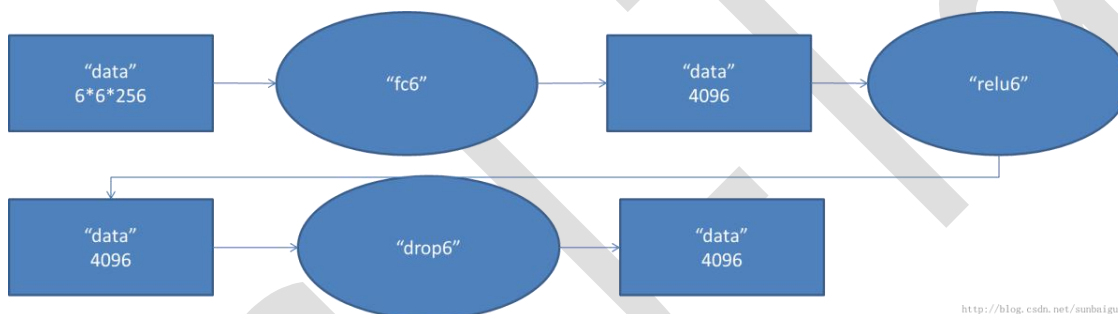 “data”
6*6*256
“fc6”
“data”
4096
“relu6”
“data”
4096
“drop6”
“data”
4096
http://blog.csdn.net/sunbaigu